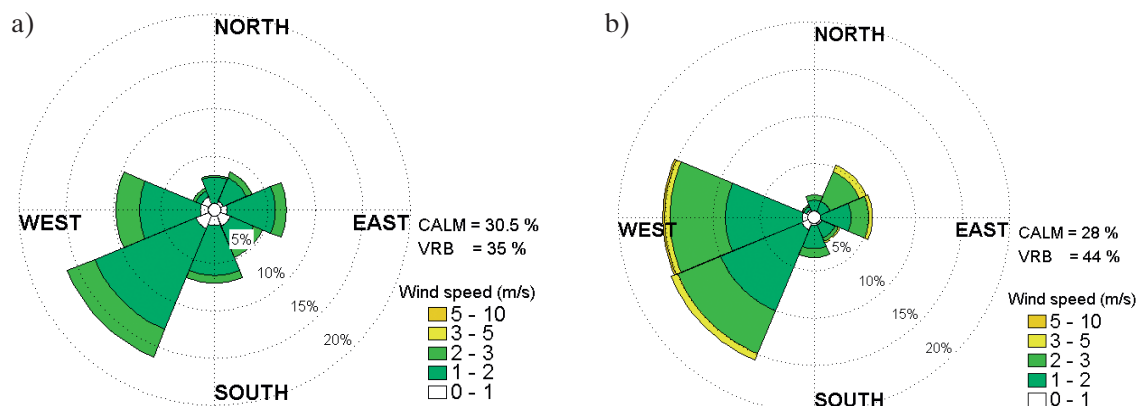 a)
NORTH
WEST
EAST
SOUTH
5%
10%
15%
20%
CALM = 30.5 %
VRB = 35 %
Wind speed (m/s)
5 - 10
3 - 5
2 - 3
1 - 2
0 - 1
b)
NORTH
WEST
EAST
SOUTH
5%
10%
15%
20%
CALM = 28 %
VRB = 44 %
Wind speed (m/s)
5 - 10
3 - 5
2 - 3
1 - 2
0 - 1